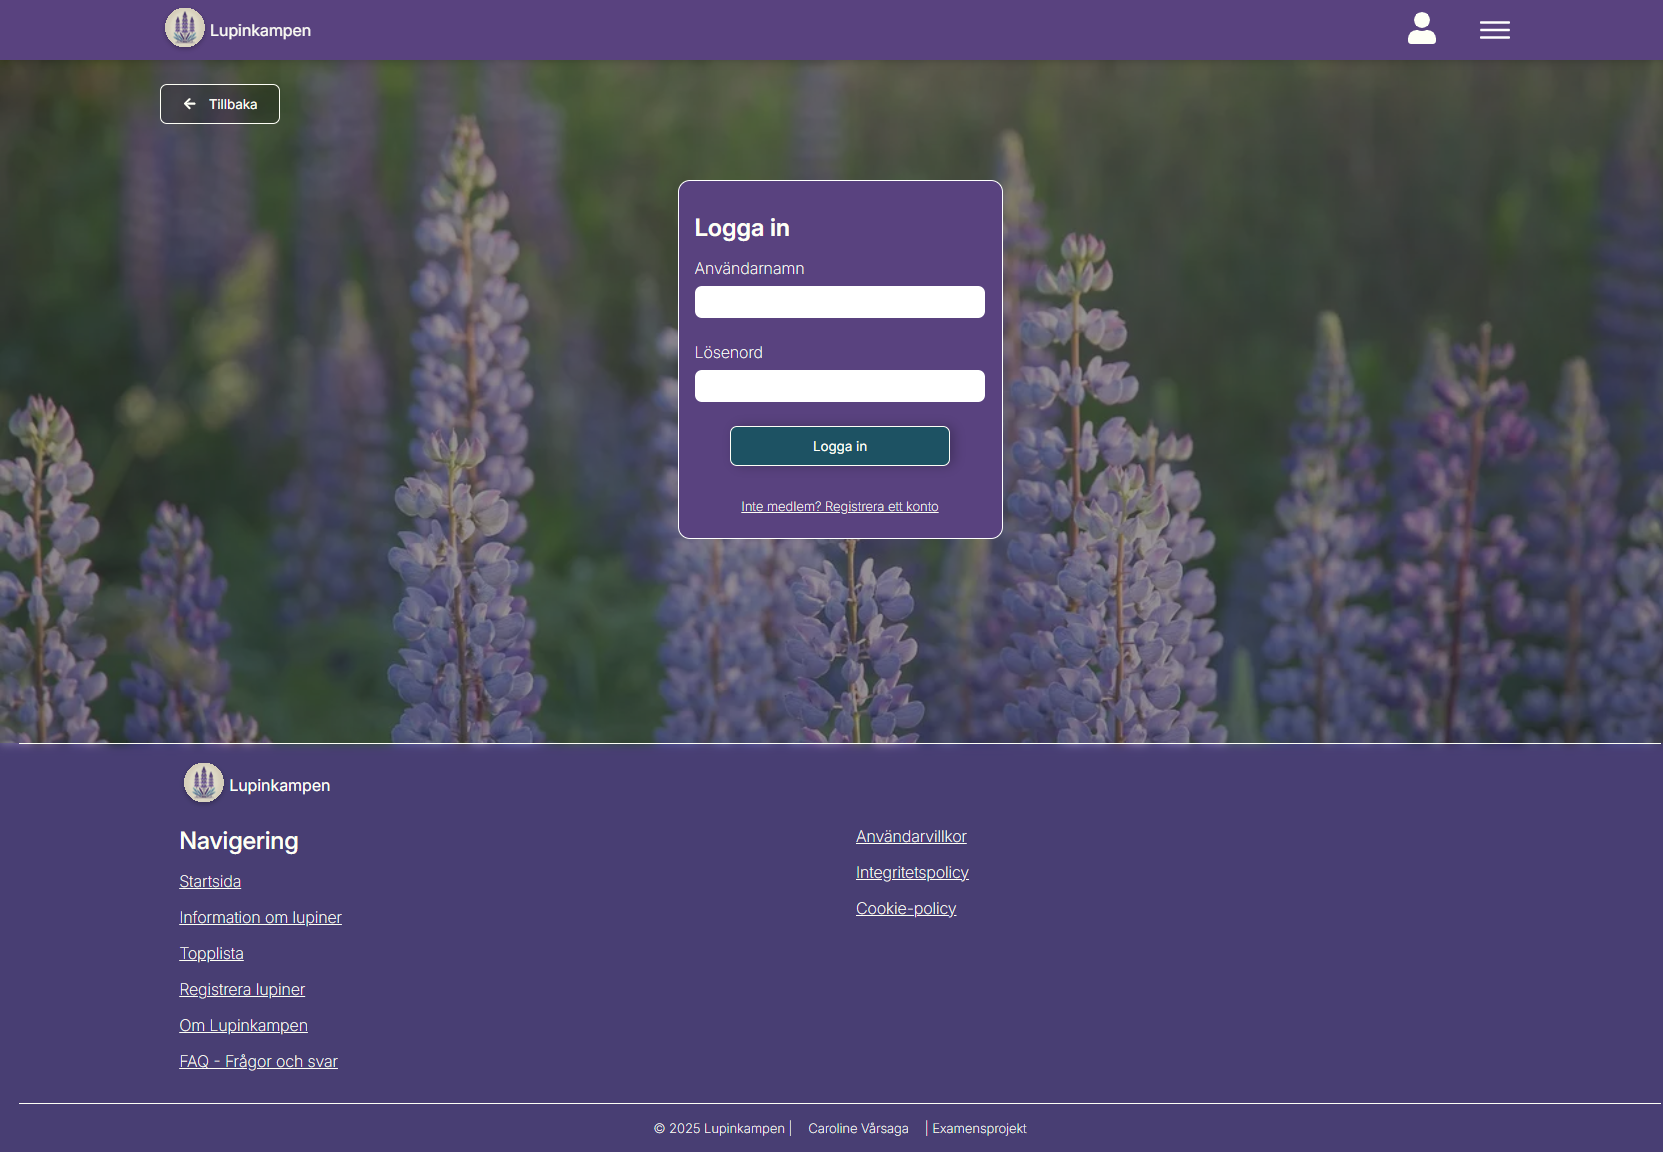 Lupinkampen
Tillbaka
Logga in
Användarnamn
Lösenord
Logga in
Inte medlem? Registrera ett konto
Lupinkampen
Navigering
Startsida
Information om lupiner
Topplista
Registrera lupiner
Om Lupinkampen
FAQ - Frågor och svar
Användarvillkor
Integritetspolicy
Cookie-policy
© 2025 Lupinkampen | Caroline Vårsaga | Examensprojekt